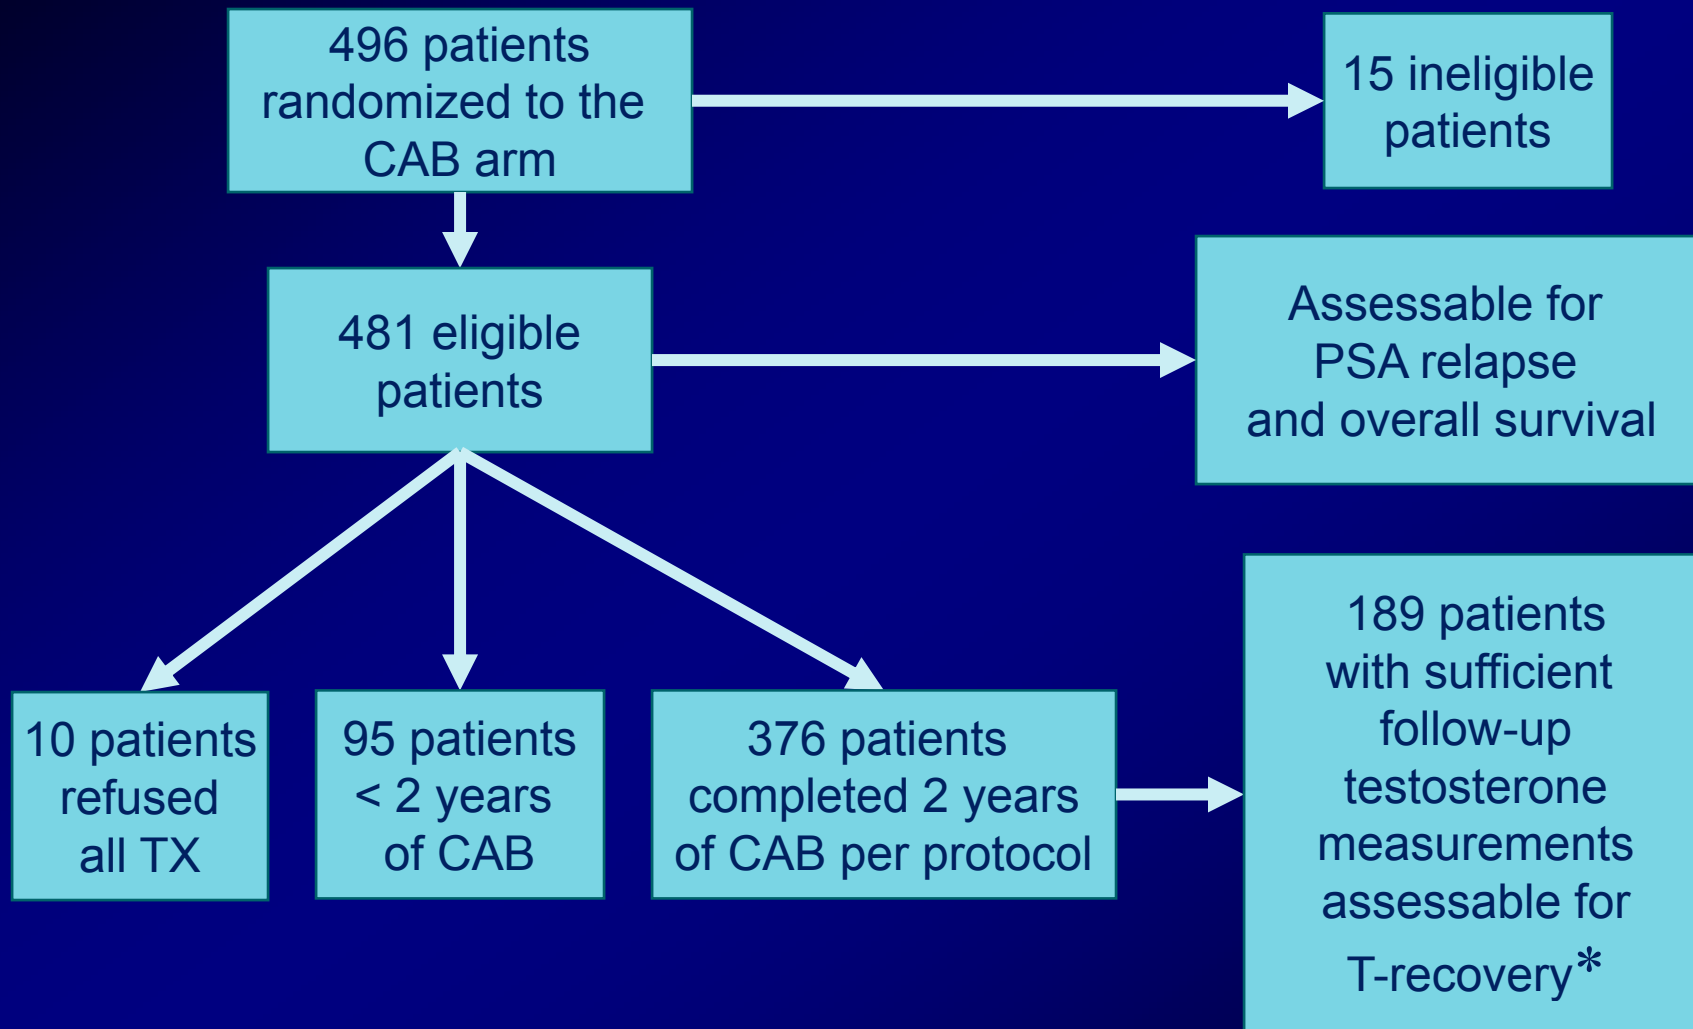 496 patients
randomized to the
CAB arm
15 ineligible
patients
481 eligible
patients
Assessable for
PSA relapse
and overall survival
10 patients
refused
all TX
95 patients
< 2 years
of CAB
376 patients
completed 2 years
of CAB per protocol
189 patients
with sufficient
follow-up
testosterone
measurements
assessable for
T-recovery*